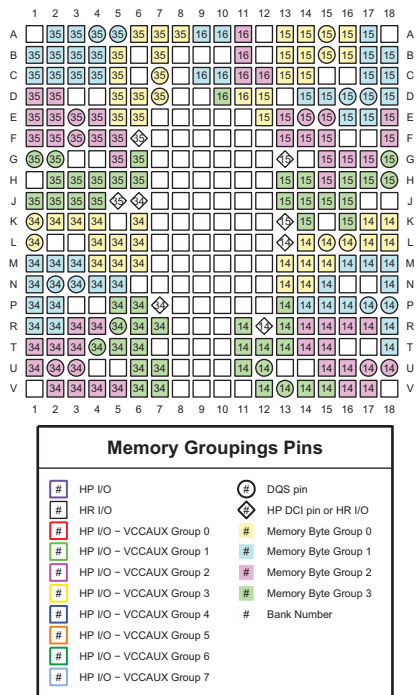 1 2 3 4 5 6 7 8 9 10 11 12 13 14 15 16 17 18
A 35 35 35 35 35 35 35 16 16 16 15 15 15 15 15 A
B 35 35 35 35 35 35 16 15 15 15 15 15 15 B
C 35 35 35 35 35 35 16 16 16 16 15 15 15 15 C
D 35 35 35 35 35 16 16 15 15 15 15 15 15 D
E 35 35 35 35 35 35 15 15 15 15 15 15 15 E
F 35 35 35 35 35 35 15 15 15 15 F
G 35 35 35 35 15 15 15 15 15 G
H 35 35 35 35 35 15 15 15 15 15 15 H
J 35 35 35 35 35 34 15 15 15 15 J
K 34 34 34 34 34 15 15 15 14 14 K
L 34 34 34 34 14 14 14 14 14 14 L
M 34 34 34 34 34 34 14 14 14 14 14 14 M
N 34 34 34 34 34 14 14 14 14 N
P 34 34 34 34 34 14 14 14 14 14 14 P
R 34 34 34 34 34 34 34 14 14 14 14 14 14 14 14 R
T 34 34 34 34 34 34 34 14 14 14 14 14 14 T
U 34 34 34 34 34 14 14 14 14 14 14 U
V 34 34 34 34 34 34 14 14 14 14 14 14 V
1 2 3 4 5 6 7 8 9 10 11 12 13 14 15 16 17 18
Memory Groupings Pins
# HP I/O
# HR I/O
# HP I/O – VCCAUX Group 0
# HP I/O – VCCAUX Group 1
# HP I/O – VCCAUX Group 2
# HP I/O – VCCAUX Group 3
# HP I/O – VCCAUX Group 4
# HP I/O – VCCAUX Group 5
# HP I/O – VCCAUX Group 6
# HP I/O – VCCAUX Group 7
# DQS pin
# HP DCI pin or HR I/O
# Memory Byte Group 0
# Memory Byte Group 1
# Memory Byte Group 2
# Memory Byte Group 3
# Bank Number